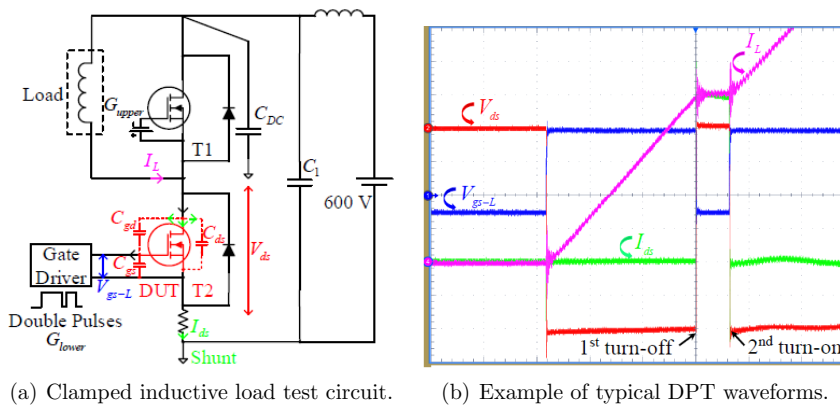 Load
G_upper
T1
C_DC
I_L
C_1
600 V
C_gd
C_ds
V_ds
C_gs
Gate
Driver
V_gs-L
DUT T2
Double Pulses
G_lower
I_ds
Shunt
(a) Clamped inductive load test circuit.
I_L
V_ds
V_gs-L
I_ds
1st turn-off
2nd turn-on
(b) Example of typical DPT waveforms.